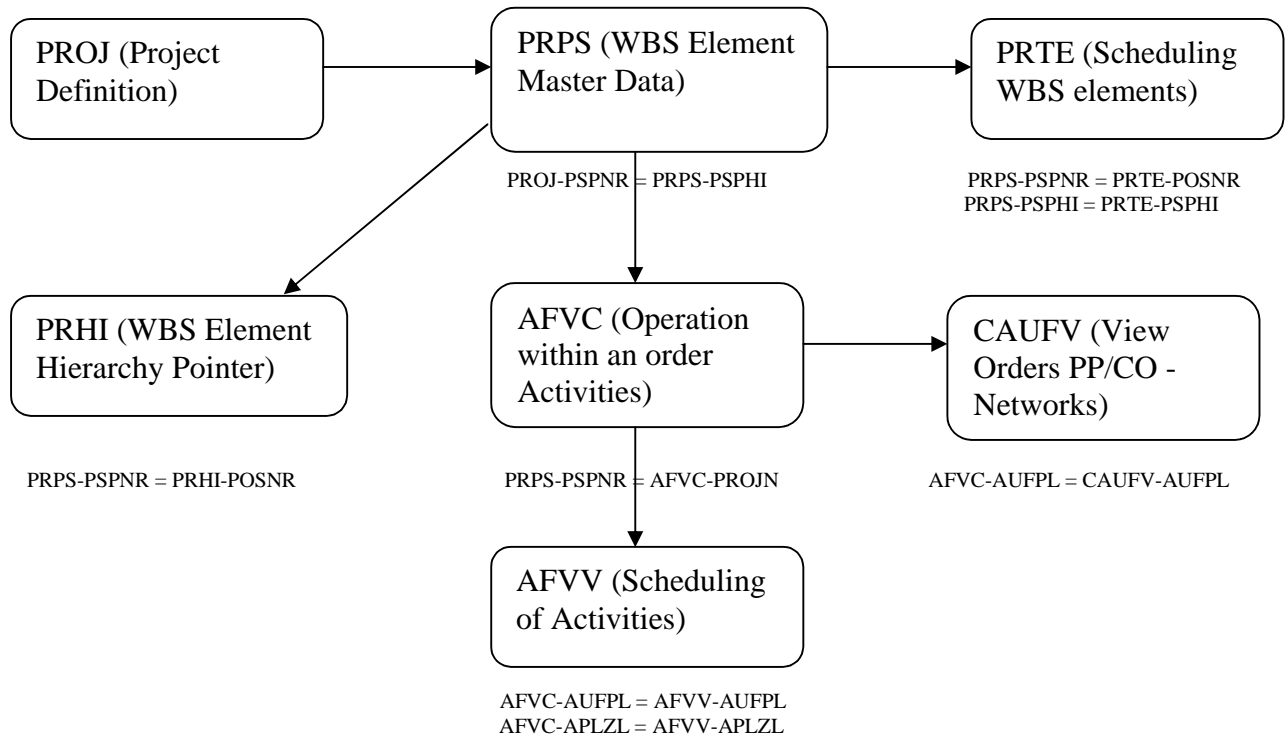 PROJ (Project
Definition)
PRPS (WBS Element
Master Data)
PRTE (Scheduling
WBS elements)
PROJ-PSPNR = PRPS-PSPHI
PRPS-PSPNR = PRTE-POSNR
PRPS-PSPHI = PRTE-PSPHI
PRHI (WBS Element
Hierarchy Pointer)
AFVC (Operation
within an order
Activities)
CAUFV (View
Orders PP/CO -
Networks)
PRPS-PSPNR = PRHI-POSNR
PRPS-PSPNR = AFVC-PROJN
AFVC-AUFPL = CAUFV-AUFPL
AFVV (Scheduling
of Activities)
AFVC-AUFPL = AFVV-AUFPL
AFVC-APLZL = AFVV-APLZL